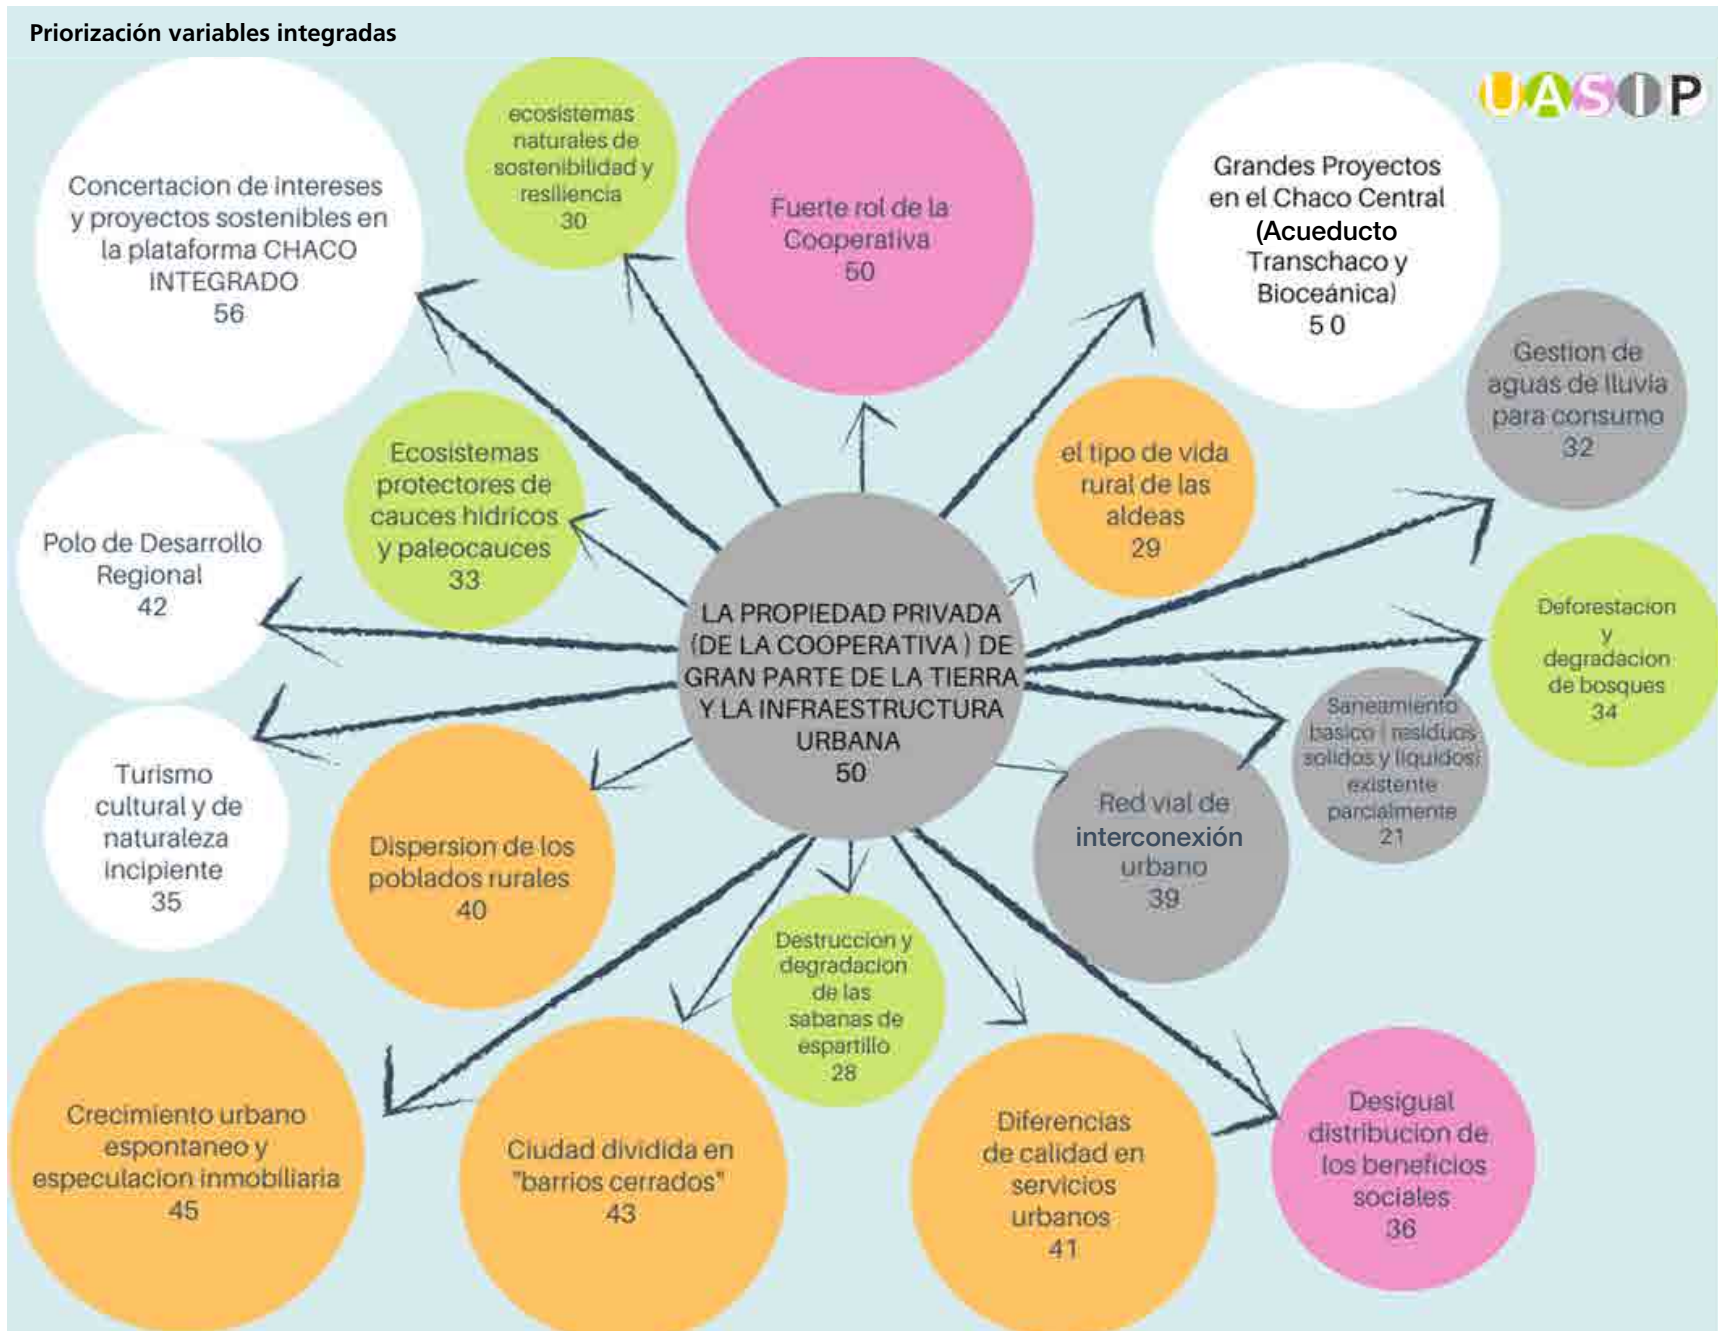 Priorización variables integradas
UASIP
Concertacion de intereses
y proyectos sostenibles en
la plataforma CHACO
INTEGRADO
56
ecosistemas
naturales de
sostenibilidad y
resiliencia
30
Fuerte rol de la
Cooperativa
50
Grandes Proyectos
en el Chaco Central
(Acueducto
Transchaco y
Bioceánica)
5 0
Gestion de
aguas de lluvia
para consumo
32
Ecosistemas
protectores de
cauces hidricos
y paleocauces
33
el tipo de vida
rural de las
aldeas
29
Polo de Desarrollo
Regional
42
LA PROPIEDAD PRIVADA
(DE LA COOPERATIVA ) DE
GRAN PARTE DE LA TIERRA
Y LA INFRAESTRUCTURA
URBANA
50
Deforestacion
y
degradacion
de bosques
34
Saneamiento
basico ( residuos
solidos y liquidos)
existente
parcialmente
21
Turismo
cultural y de
naturaleza
incipiente
35
Dispersion de los
poblados rurales
40
Red vial de
interconexión
urbano
39
Destruccion y
degradacion
de las
sabanas de
espartillo
28
Crecimiento urbano
espontaneo y
especulacion inmobiliaria
45
Ciudad dividida en
"barrios cerrados"
43
Diferencias
de calidad en
servicios
urbanos
41
Desigual
distribucion de
los beneficios
sociales
36